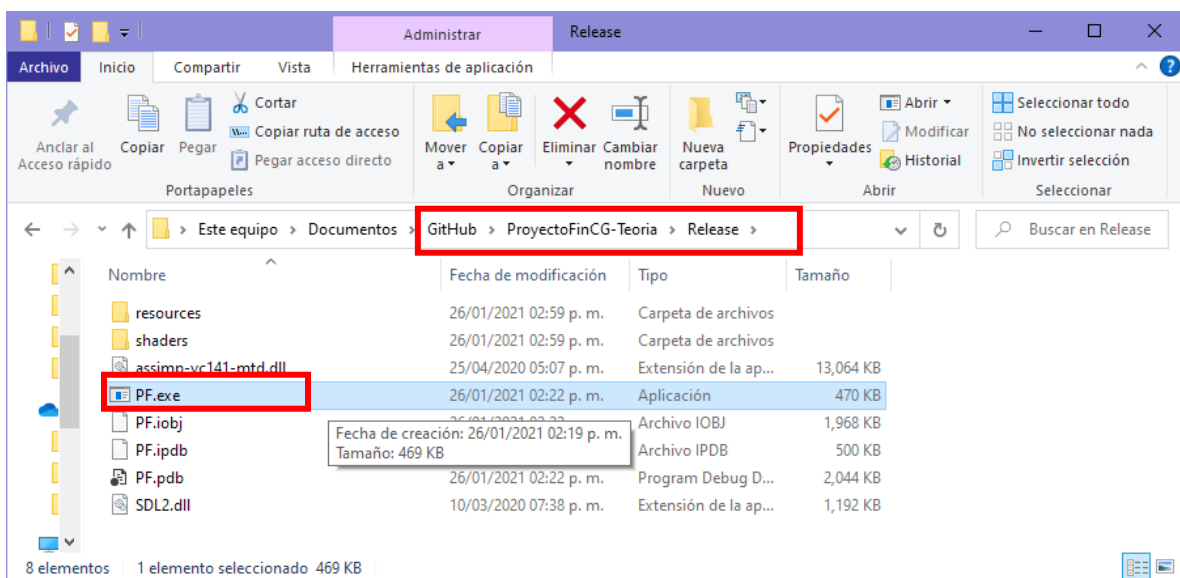 Administrar Release
Archivo Inicio Compartir Vista Herramientas de aplicación
Anclar al
Acceso rápido
Copiar
Pegar
Cortar
Copiar ruta de acceso
Pegar acceso directo
Portapapeles
Mover
a
Copiar
a
Eliminar
Cambiar
nombre
Organizar
Nueva
carpeta
Nuevo
Propiedades
Abrir
Modificar
Historial
Abrir
Seleccionar todo
No seleccionar nada
Invertir selección
Seleccionar
Este equipo > Documentos > GitHub > ProyectoFinCG-Teoria > Release > Buscar en Release
Nombre Fecha de modificación Tipo Tamaño
resources 26/01/2021 02:59 p. m. Carpeta de archivos
shaders 26/01/2021 02:59 p. m. Carpeta de archivos
assimp-vc141-mtd.dll 25/04/2020 05:07 p. m. Extensión de la ap... 13,064 KB
PF.exe 26/01/2021 02:22 p. m. Aplicación 470 KB
PF.iobj Archivo IOBJ 1,968 KB
Fecha de creación: 26/01/2021 02:19 p. m.
Tamaño: 469 KB
PF.ipdb Archivo IPDB 500 KB
PF.pdb 26/01/2021 02:22 p. m. Program Debug D... 2,044 KB
SDL2.dll 10/03/2020 07:38 p. m. Extensión de la ap... 1,192 KB
8 elementos 1 elemento seleccionado 469 KB